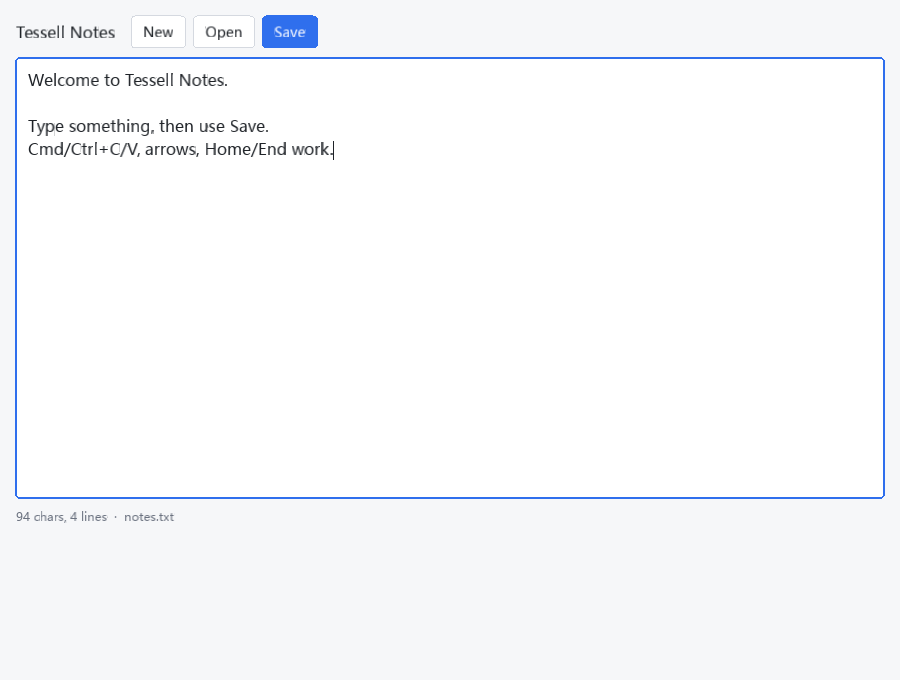 Tessell Notes New Open Save
Welcome to Tessell Notes.
Type something, then use Save.
Cmd/Ctrl+C/V, arrows, Home/End work.
94 chars, 4 lines · notes.txt